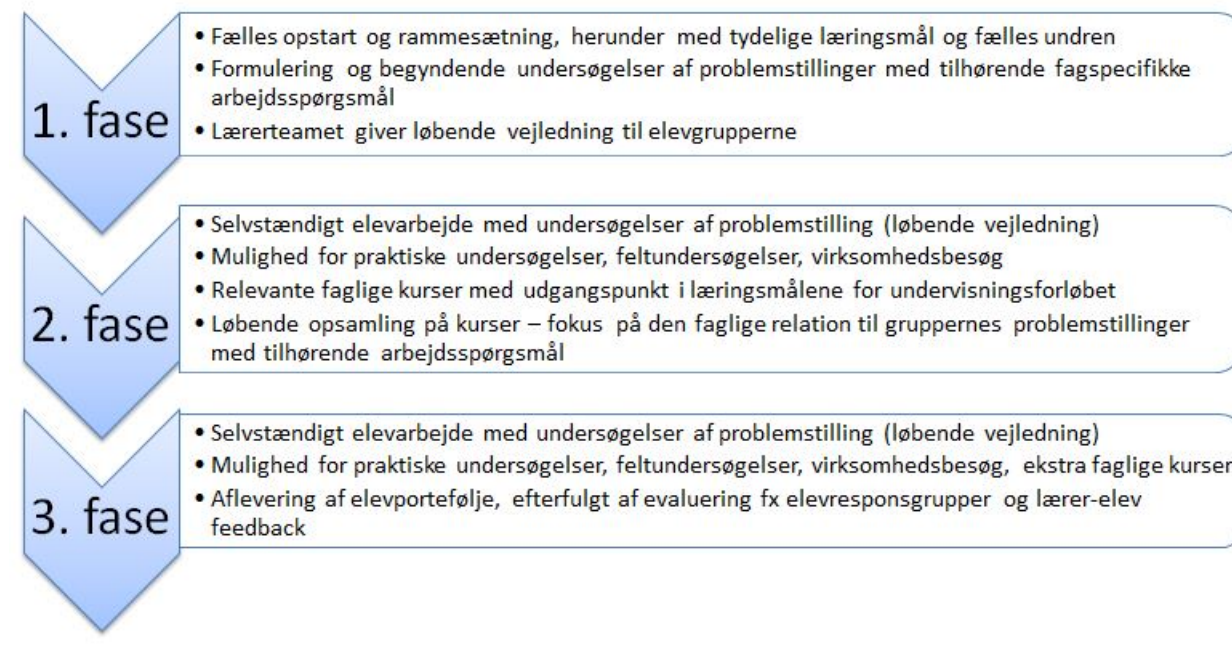 1. fase
• Fælles opstart og rammesætning, herunder med tydelige læringsmål og fælles undren
• Formulering og begyndende undersøgelser af problemstillinger med tilhørende fagspecifikke
arbejdsspørgsmål
• Lærerteamet giver løbende vejledning til elevgrupperne
2. fase
• Selvstændigt elevarbejde med undersøgelser af problemstilling (løbende vejledning)
• Mulighed for praktiske undersøgelser, feltundersøgelser, virksomhedsbesøg
• Relevante faglige kurser med udgangspunkt i læringsmålene for undervisningsforløbet
• Løbende opsamling på kurser – fokus på den faglige relation til gruppernes problemstillinger
med tilhørende arbejdsspørgsmål
3. fase
• Selvstændigt elevarbejde med undersøgelser af problemstilling (løbende vejledning)
• Mulighed for praktiske undersøgelser, feltundersøgelser, virksomhedsbesøg, ekstra faglige kurser
• Aflevering af elevportefølje, efterfulgt af evaluering fx elevresponsgrupper og lærer-elev
feedback